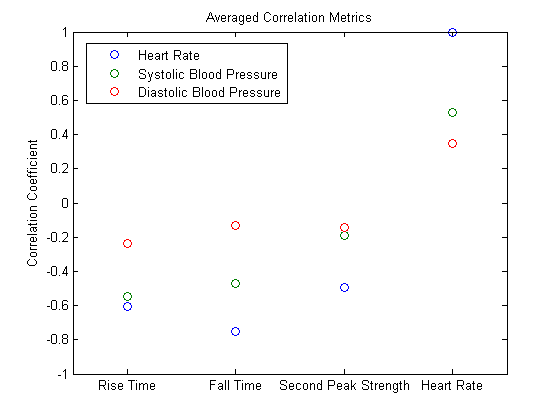 Averaged Correlation Metrics
Heart Rate
Systolic Blood Pressure
Diastolic Blood Pressure
Correlation Coefficient
1
0.8
0.6
0.4
0.2
0
-0.2
-0.4
-0.6
-0.8
-1
Rise Time Fall Time Second Peak Strength Heart Rate